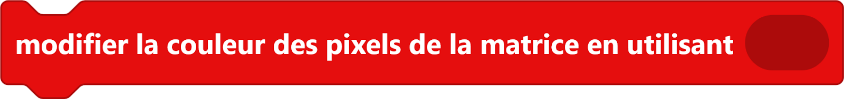 modifier la couleur des pixels de la matrice en utilisant